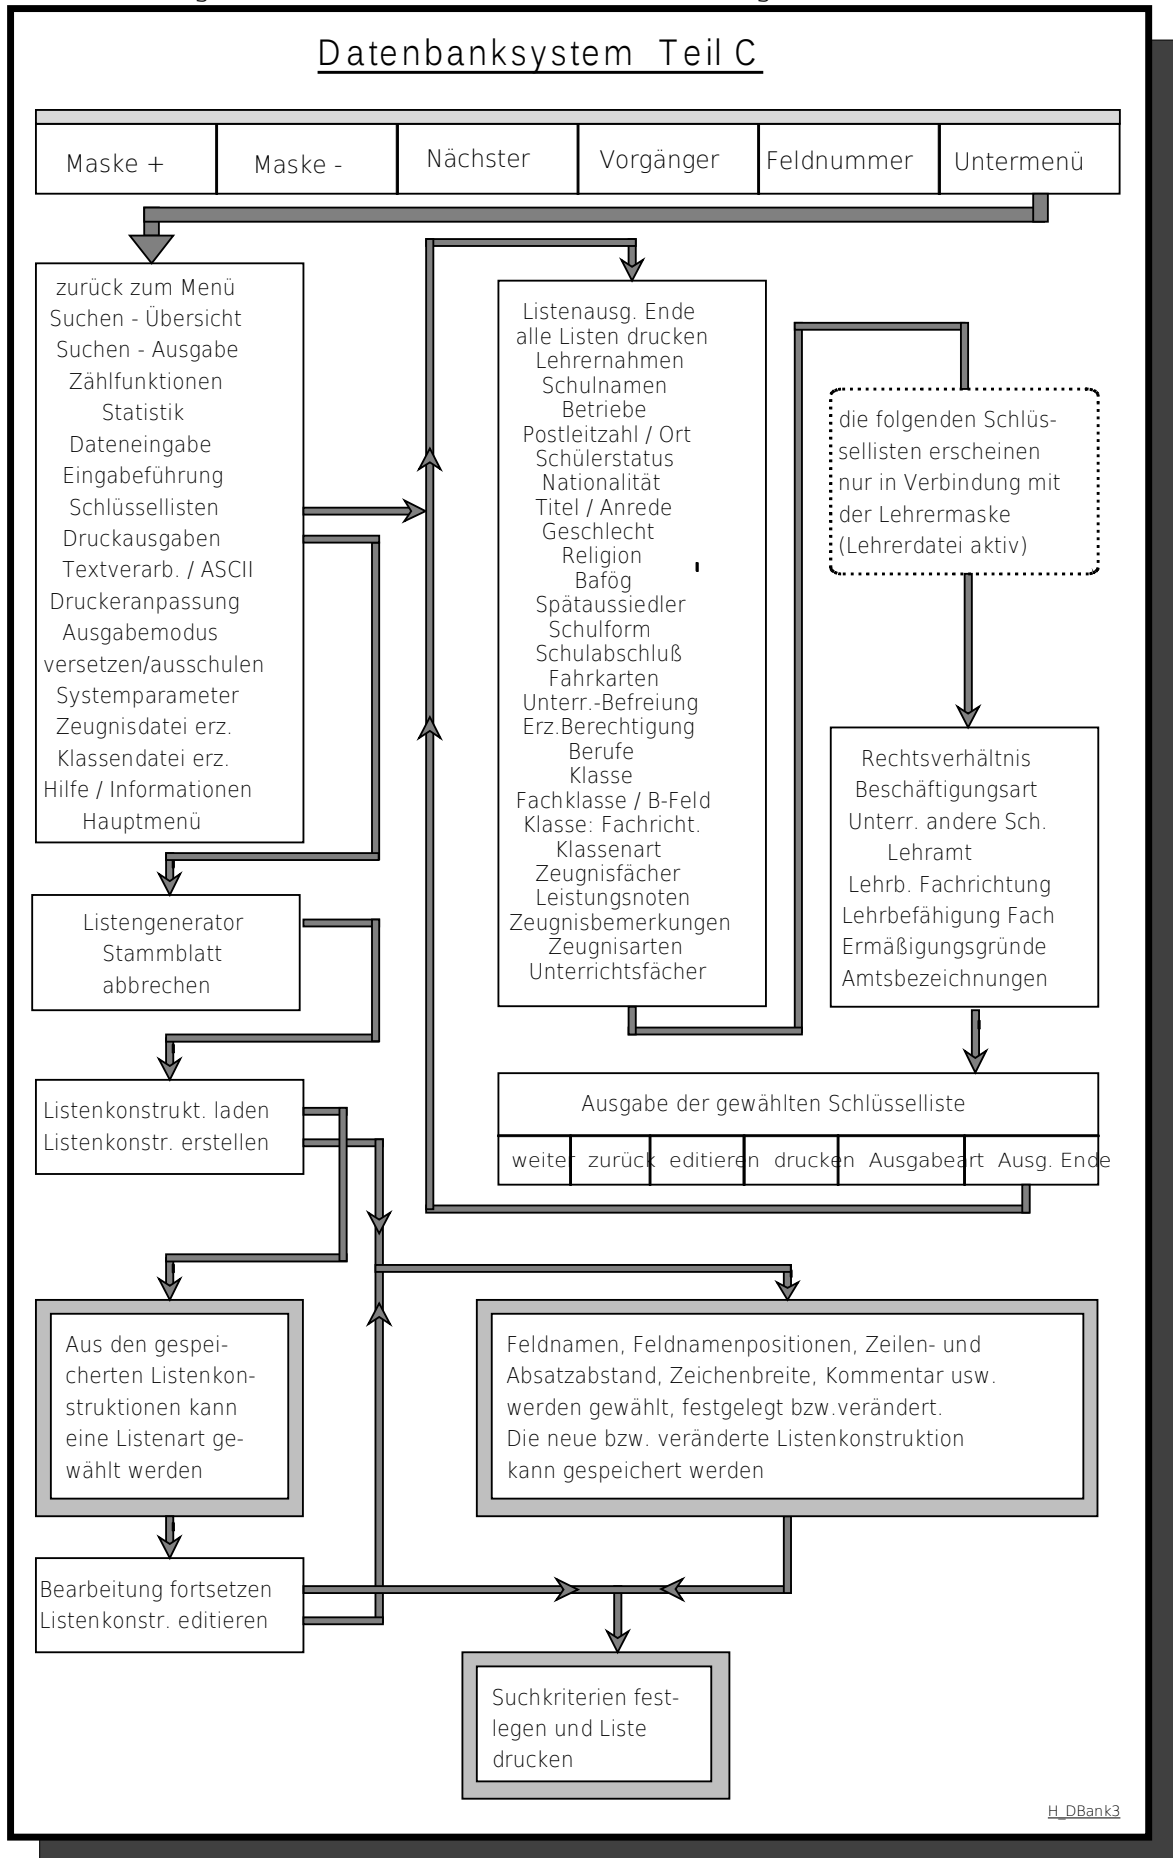 Datenbanksystem Teil C
Maske +
Maske -
Nächster
Vorgänger
Feldnummer
Untermenü
zurück zum Menü
Suchen - Übersicht
Suchen - Ausgabe
Zählfunktionen
Statistik
Dateneingabe
Eingabeführung
Schlüssellisten
Druckausgaben
Textverarb. / ASCII
Druckeranpassung
Ausgabemodus
versetzen/ausschulen
Systemparameter
Zeugnisdatei erz.
Klassendatei erz.
Hilfe / Informationen
Hauptmenü
Listenausg. Ende
alle Listen drucken
Lehrernahmen
Schulnamen
Betriebe
Postleitzahl / Ort
Schülerstatus
Nationalität
Titel / Anrede
Geschlecht
Religion
Bafög
Spätaussiedler
Schulform
Schulabschluß
Fahrkarten
Unterr.-Befreiung
Erz.Berechtigung
Berufe
Klasse
Fachklasse / B-Feld
Klasse: Fachricht.
Klassenart
Zeugnisfächer
Leistungsnoten
Zeugnisbemerkungen
Zeugnisarten
Unterrichtsfächer
die folgenden Schlüs-
sellisten erscheinen
nur in Verbindung mit
der Lehrermaske
(Lehrerdatei aktiv)
Rechtsverhältnis
Beschäftigungsart
Unterr. andere Sch.
Lehramt
Lehrb. Fachrichtung
Lehrbefähigung Fach
Ermäßigungsgründe
Amtsbezeichnungen
Listengenerator
Stammblatt
abbrechen
Listenkonstrukt. laden
Listenkonstr. erstellen
Ausgabe der gewählten Schlüsselliste
weiter zurück editieren drucken Ausgabeart Ausg. Ende
Aus den gespei-
cherten Listenkon-
struktionen kann
eine Listenart ge-
wählt werden
Feldnamen, Feldnamenpositionen, Zeilen- und
Absatzabstand, Zeichenbreite, Kommentar usw.
werden gewählt, festgelegt bzw.verändert.
Die neue bzw. veränderte Listenkonstruktion
kann gespeichert werden
Bearbeitung fortsetzen
Listenkonstr. editieren
Suchkriterien fest-
legen und Liste
drucken
H_DBank3